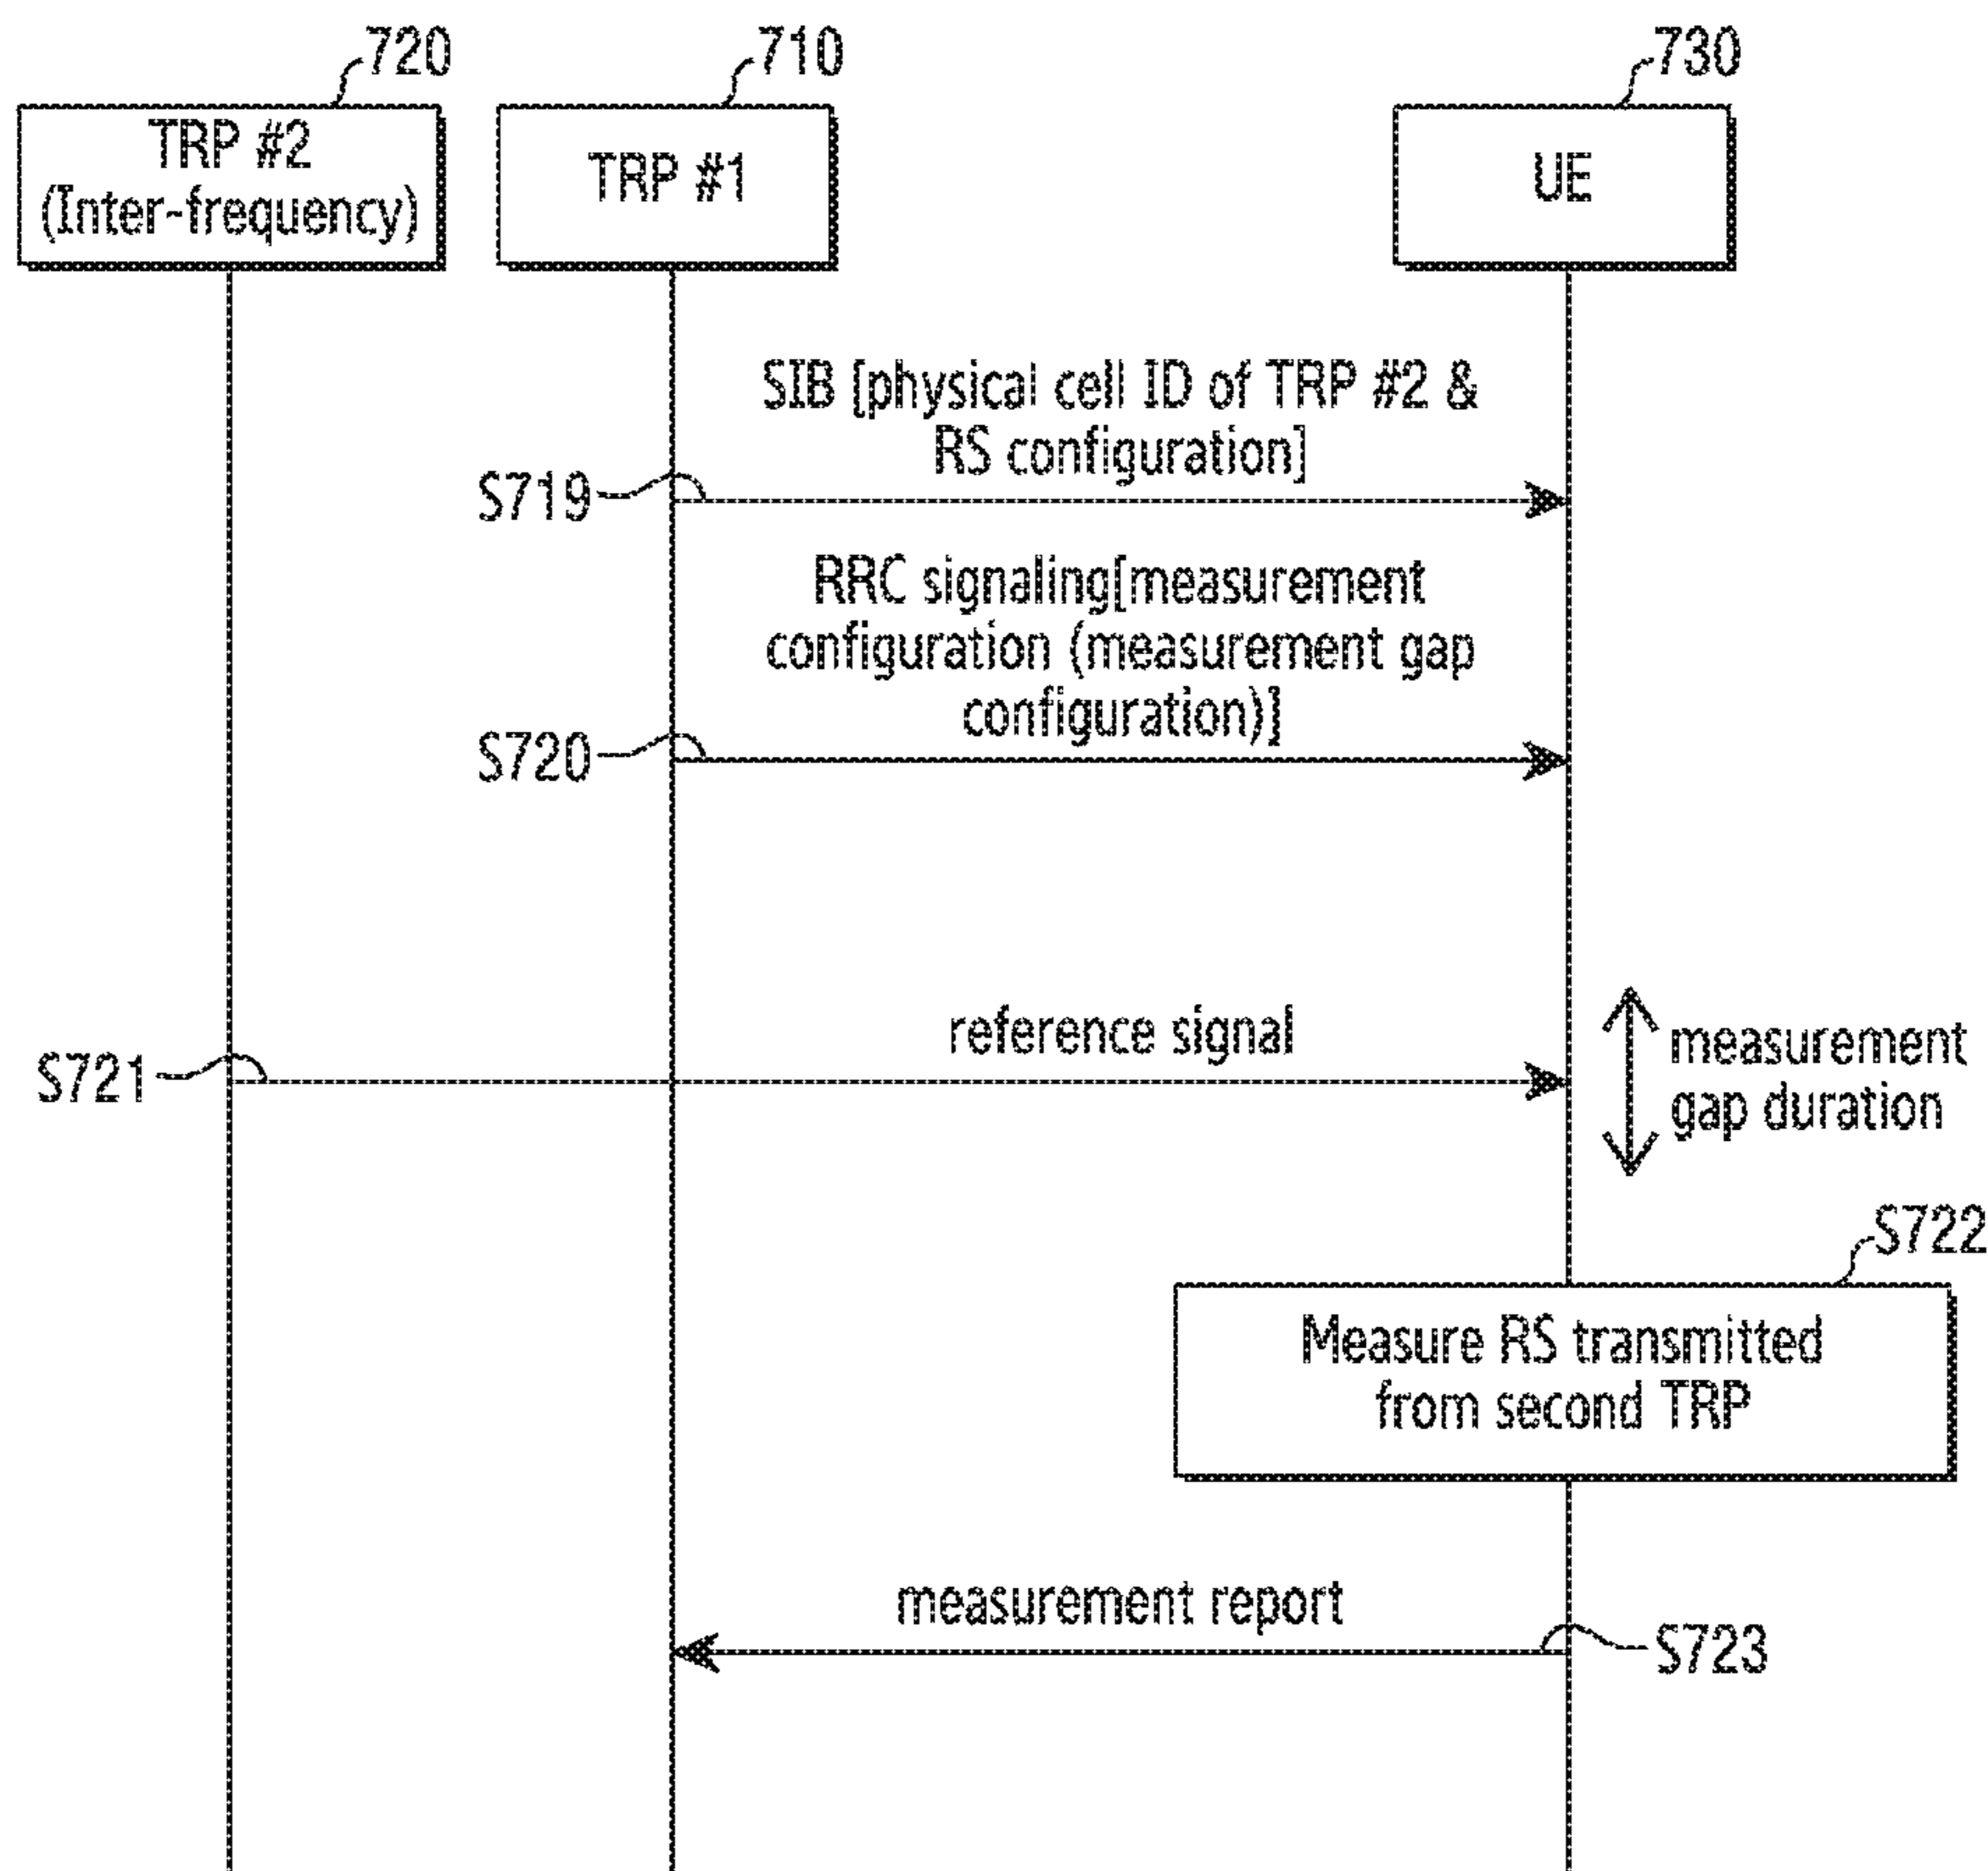 720
710
730
TRP #2
(Inter-frequency)
TRP #1
UE
SIB [physical cell ID of TRP #2 &
RS configuration]
S719
RRC signaling[measurement
configuration (measurement gap
configuration)]
S720
reference signal
S721
measurement
gap duration
S722
Measure RS transmitted
from second TRP
measurement report
S723